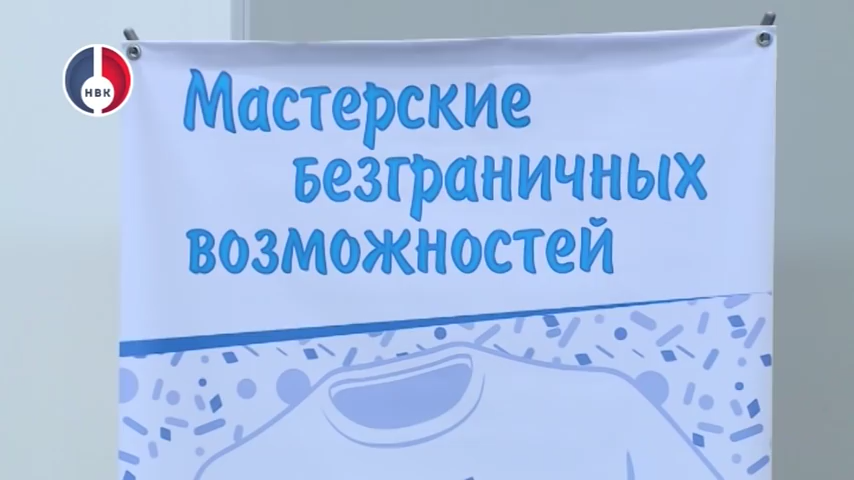 НВК
Мастерские
безграничных
возможностей